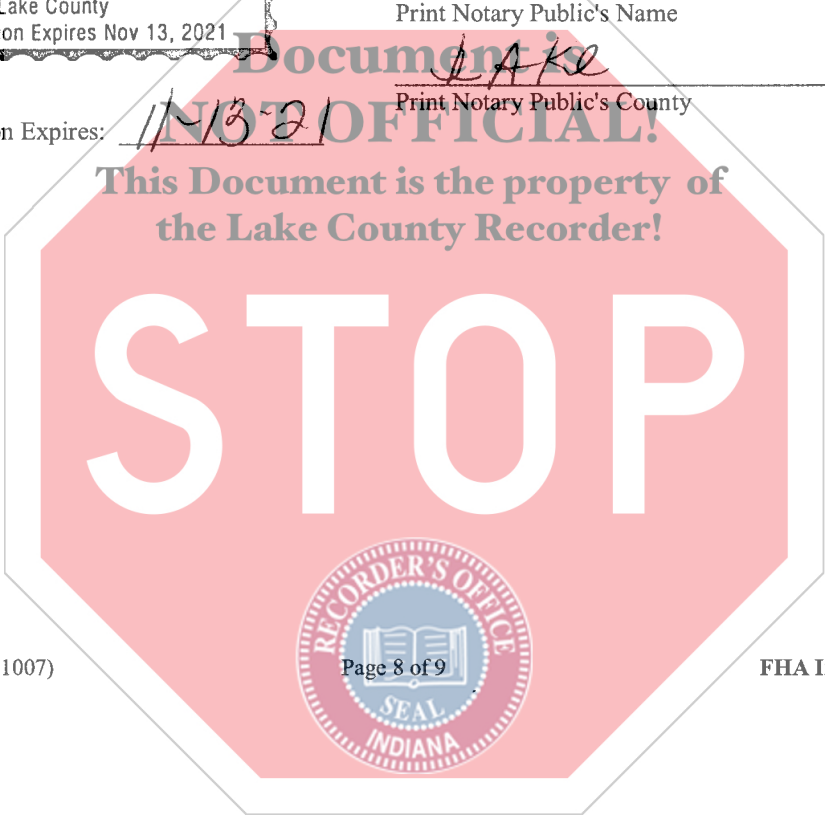 Lake County
on Expires Nov 13, 2021
Print Notary Public's Name
Document is
LAKe
Print Notary Public's County
n Expires: 11-13-21
NOT OFFICIAL!
This Document is the property of
the Lake County Recorder!
STOP
RECORDER'S OFFICE
1007)
Page 8 of 9
FHA I
SEAL
INDIANA